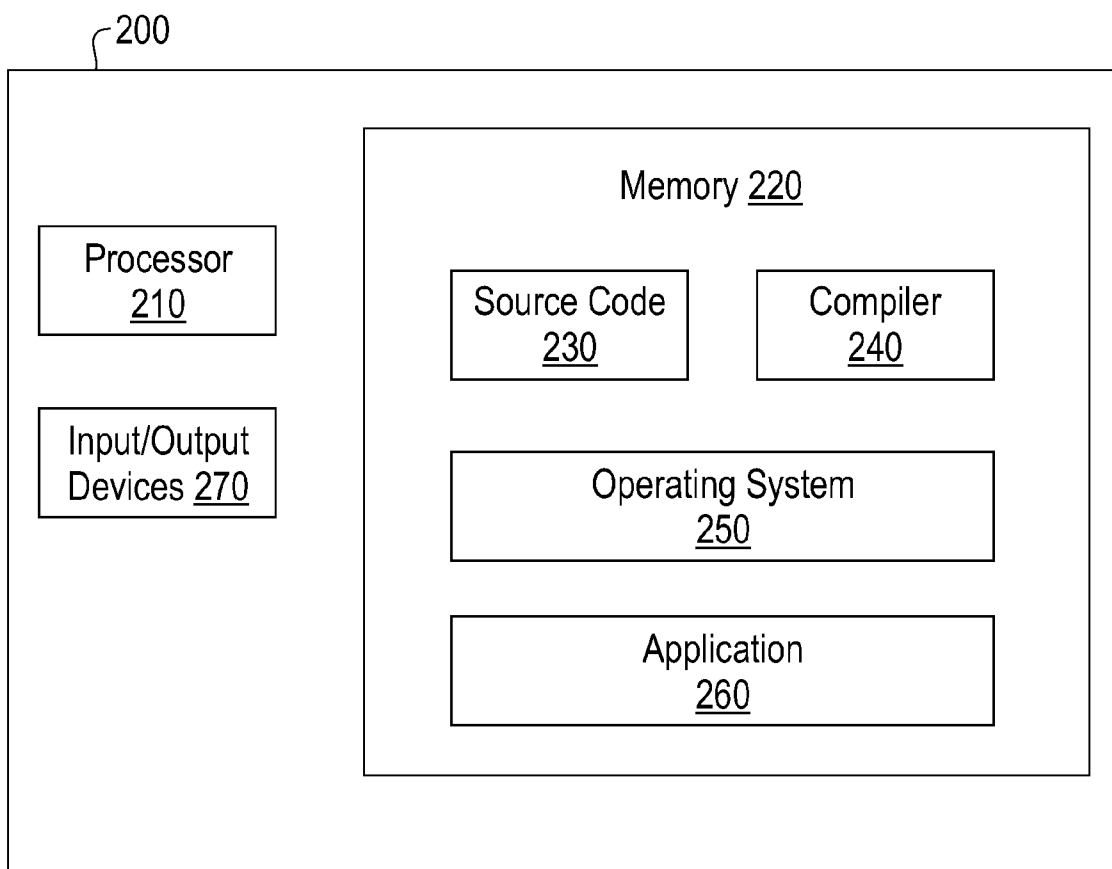 200
Memory 220
Processor
210
Source Code
230
Compiler
240
Input/Output
Devices 270
Operating System
250
Application
260